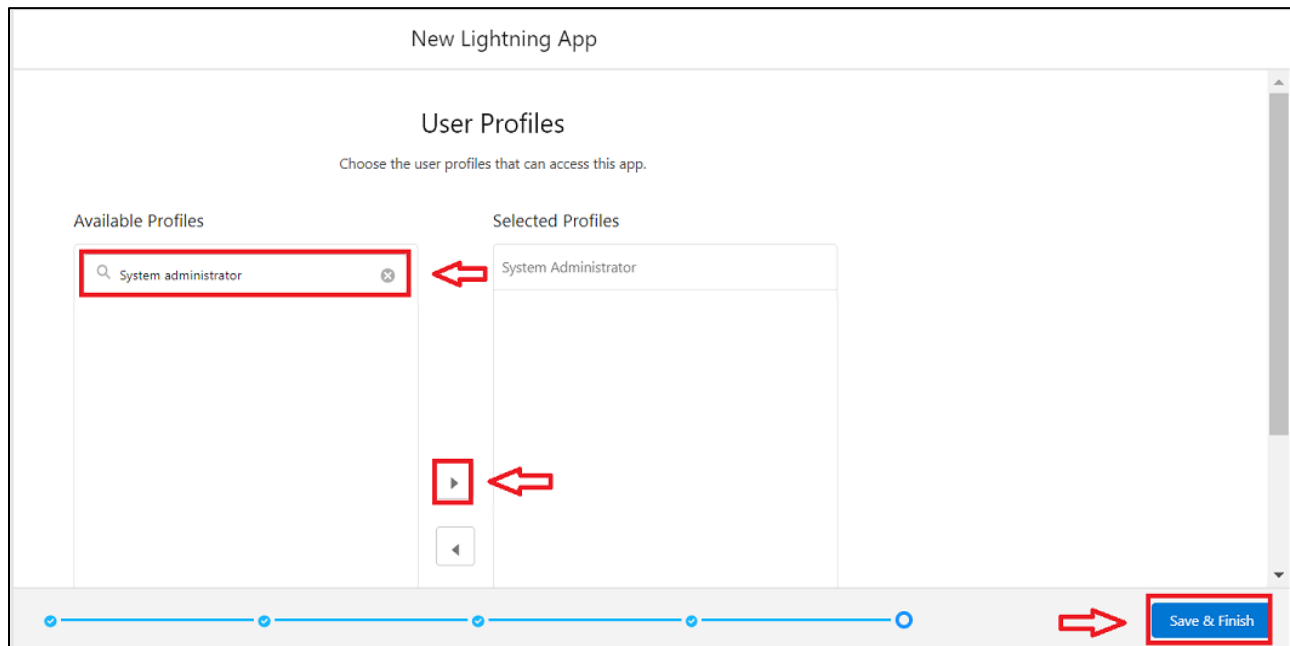 New Lightning App
User Profiles
Choose the user profiles that can access this app.
Available Profiles
Selected Profiles
System administrator
System Administrator
Save & Finish